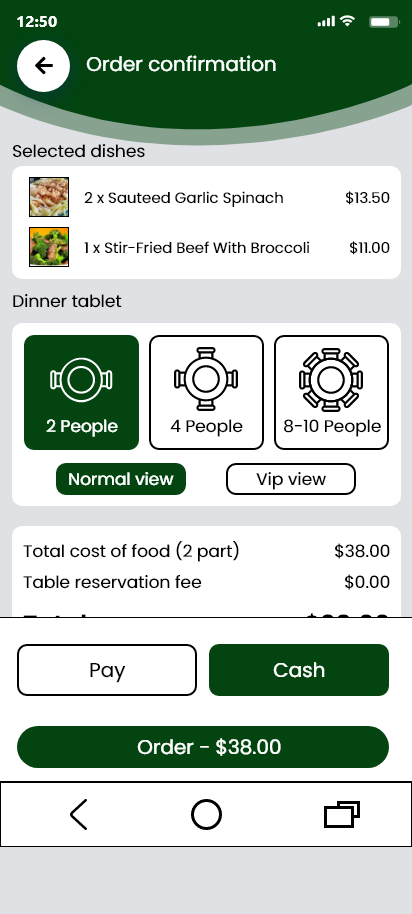 12:50
Order confirmation
Selected dishes
2 x Sauteed Garlic Spinach $13.50
1 x Stir-Fried Beef With Broccoli $11.00
Dinner tablet
2 People 4 People 8-10 People
Normal view Vip view
Total cost of food (2 part) $38.00
Table reservation fee $0.00
Pay Cash
Order - $38.00